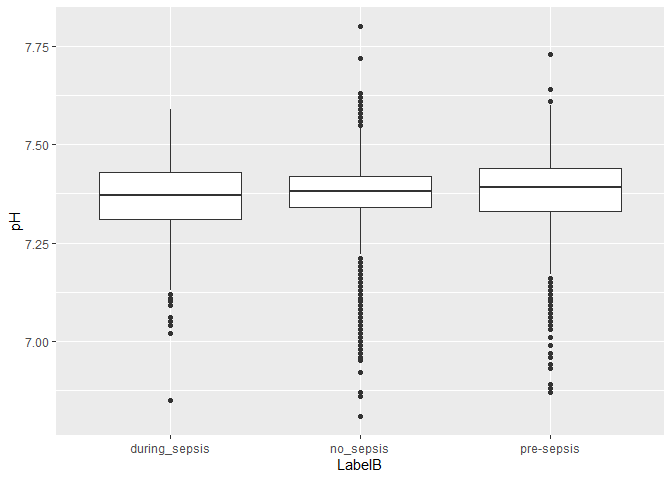 7.75
7.50
7.25
7.00
pH
during_sepsis
no_sepsis
pre-sepsis
LabelB